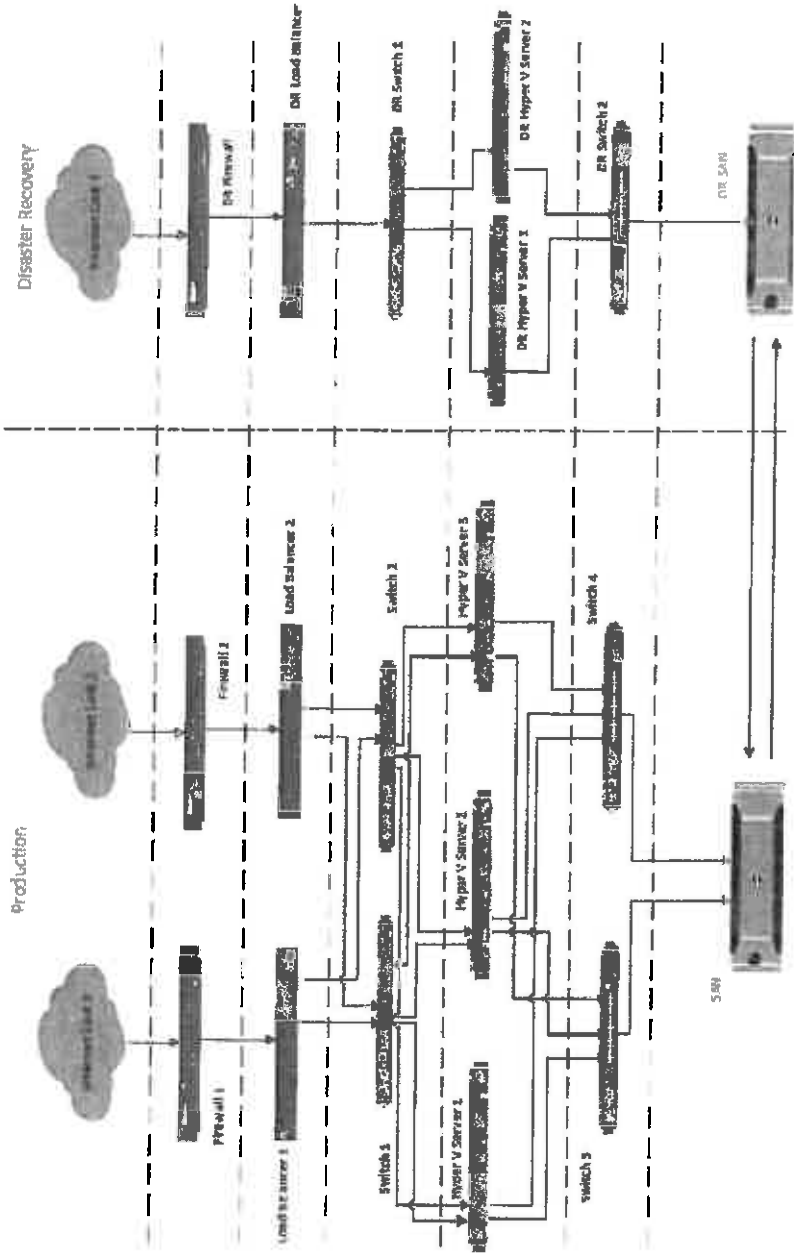 Production
Disaster Recovery
Firewall 1
Firewall 2
DR Firewall
Load Balancer 1
Load Balancer 2
DR Load Balancer
Switch 1
Switch 2
DR Switch 1
Hyper V Server 1
Hyper V Server 2
Hyper V Server 3
DR Hyper V Server 1
DR Hyper V Server 2
Switch 3
Switch 4
DR Switch 2
SAN
DR SAN